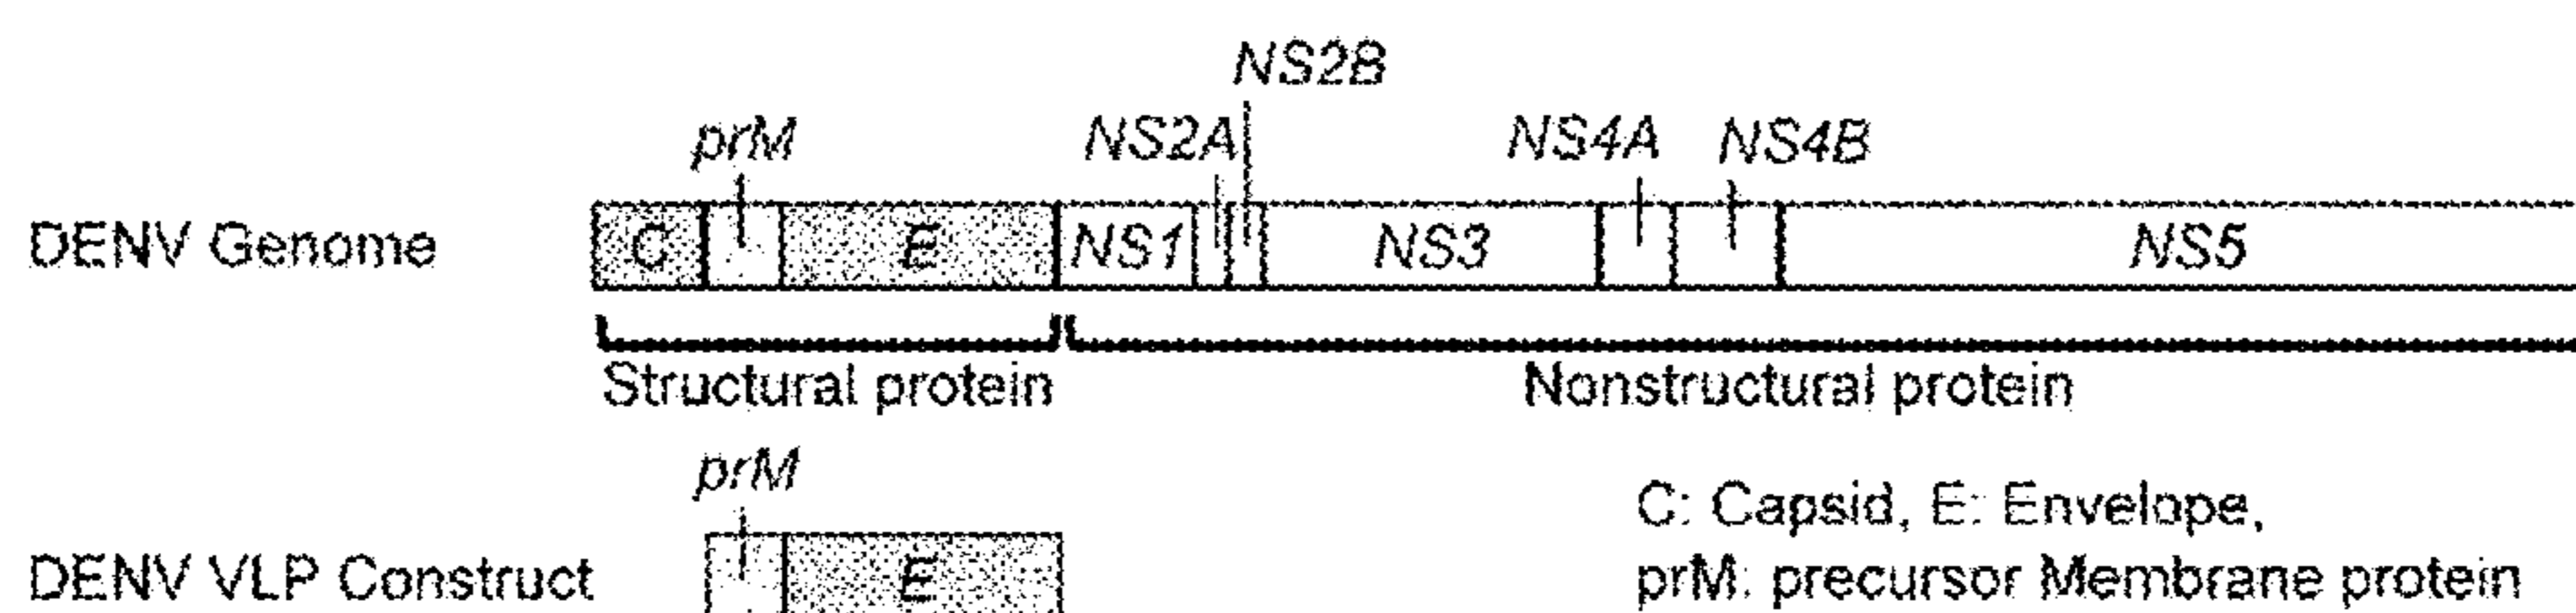 NS2B
prM NS2A NS4A NS4B
DENV Genome C E NS1 NS3 NS5
Structural protein Nonstructural protein
prM
C: Capsid, E: Envelope,
DENV VLP Construct E prM: precursor Membrane protein